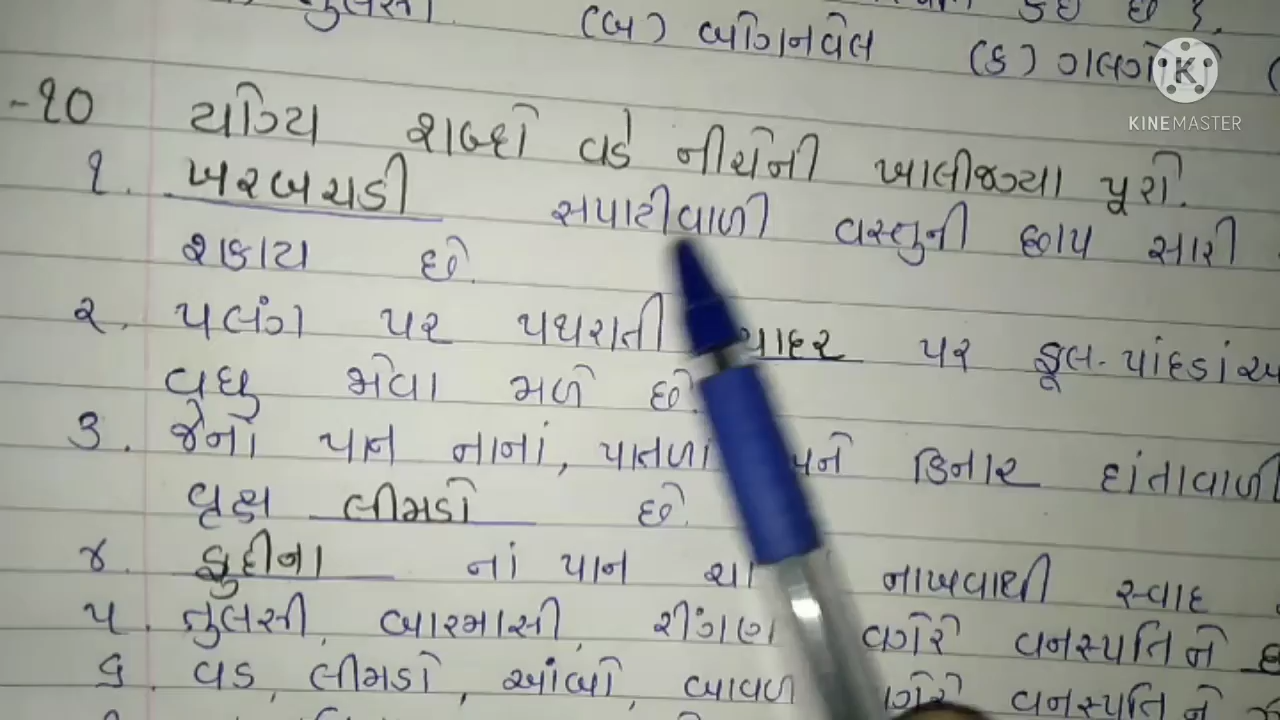 (બ) બોગનવેલ (ક) ગલગોટો (
-૧૦ યોગ્ય શબ્દો વડે નીચેની ખાલીજગ્યા પૂરો.
૧. ખરબચડી સપાટીવાળી વસ્તુની છાપ સારી
શકાય છે.
૨. પલંગ પર પથરાતી ચાદર પર ફૂલ-પાંદડાં
વધુ જોવા મળે છે.
૩. જેનાં પાન નાનાં, પાતળાં અને કિનાર દાંતાવાળી
વૃક્ષ લીમડો છે.
૪. ફુદીના નાં પાન ચા નાખવાથી સ્વાદ
૫. તુલસી, બારમાસી, રીંગણ વગેરે વનસ્પતિ ને
૬. વડ, લીમડો, આંબો, બાવળ વગેરે વનસ્પતિ ને
KINEMASTER